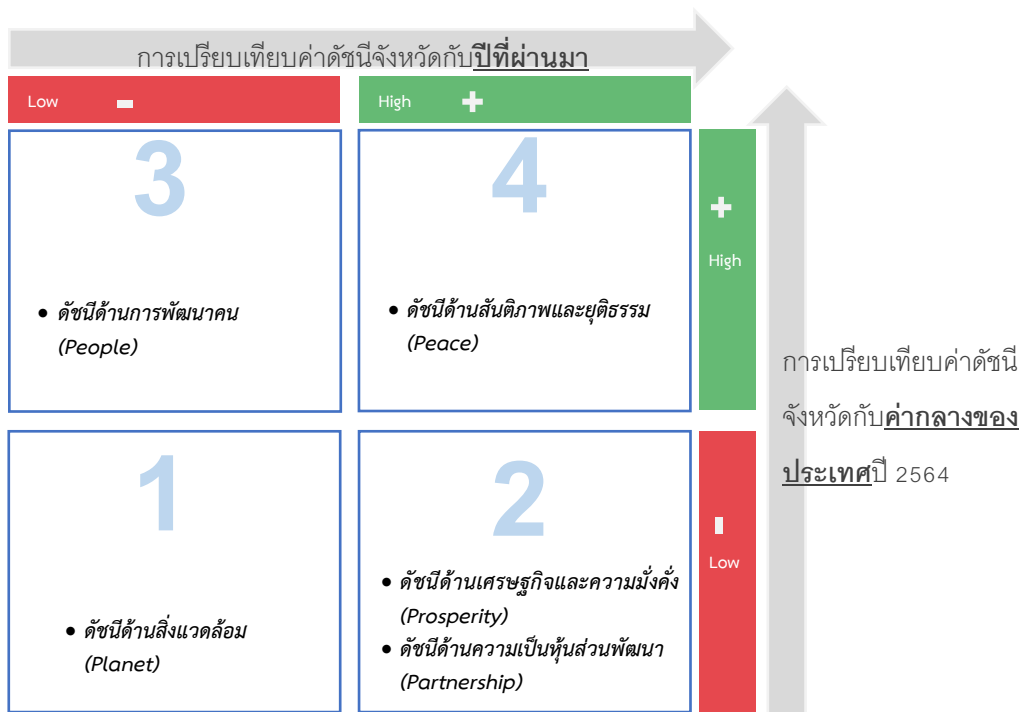 การเปรียบเทียบค่าดัชนีจังหวัดกับปีที่ผ่านมา
Low -
High +
3
• ดัชนีด้านการพัฒนาคน
(People)
4
• ดัชนีด้านสันติภาพและยุติธรรม
(Peace)
+
High
การเปรียบเทียบค่าดัชนี
จังหวัดกับค่ากลางของ
ประเทศปี 2564
1
• ดัชนีด้านสิ่งแวดล้อม
(Planet)
2
• ดัชนีด้านเศรษฐกิจและความมั่งคั่ง
(Prosperity)
• ดัชนีด้านความเป็นหุ้นส่วนพัฒนา
(Partnership)
-
Low